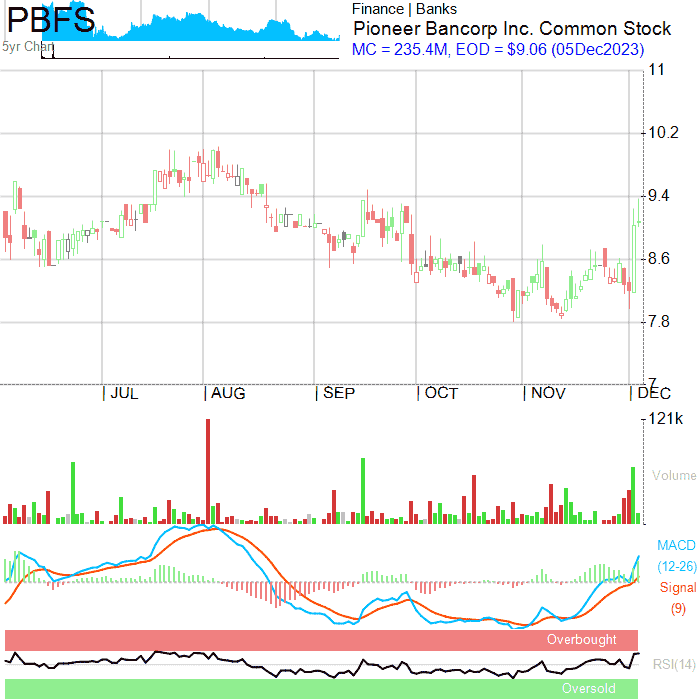 PBFS
5yr Chart
Finance | Banks
Pioneer Bancorp Inc. Common Stock
MC = 235.4M, EOD = $9.06 (05Dec2023)
11
10.2
9.4
8.6
7.8
7
| JUL | AUG | SEP | OCT | NOV | DEC
121k
Volume
MACD
(12-26)
Signal
(9)
Overbought
RSI(14)
Oversold